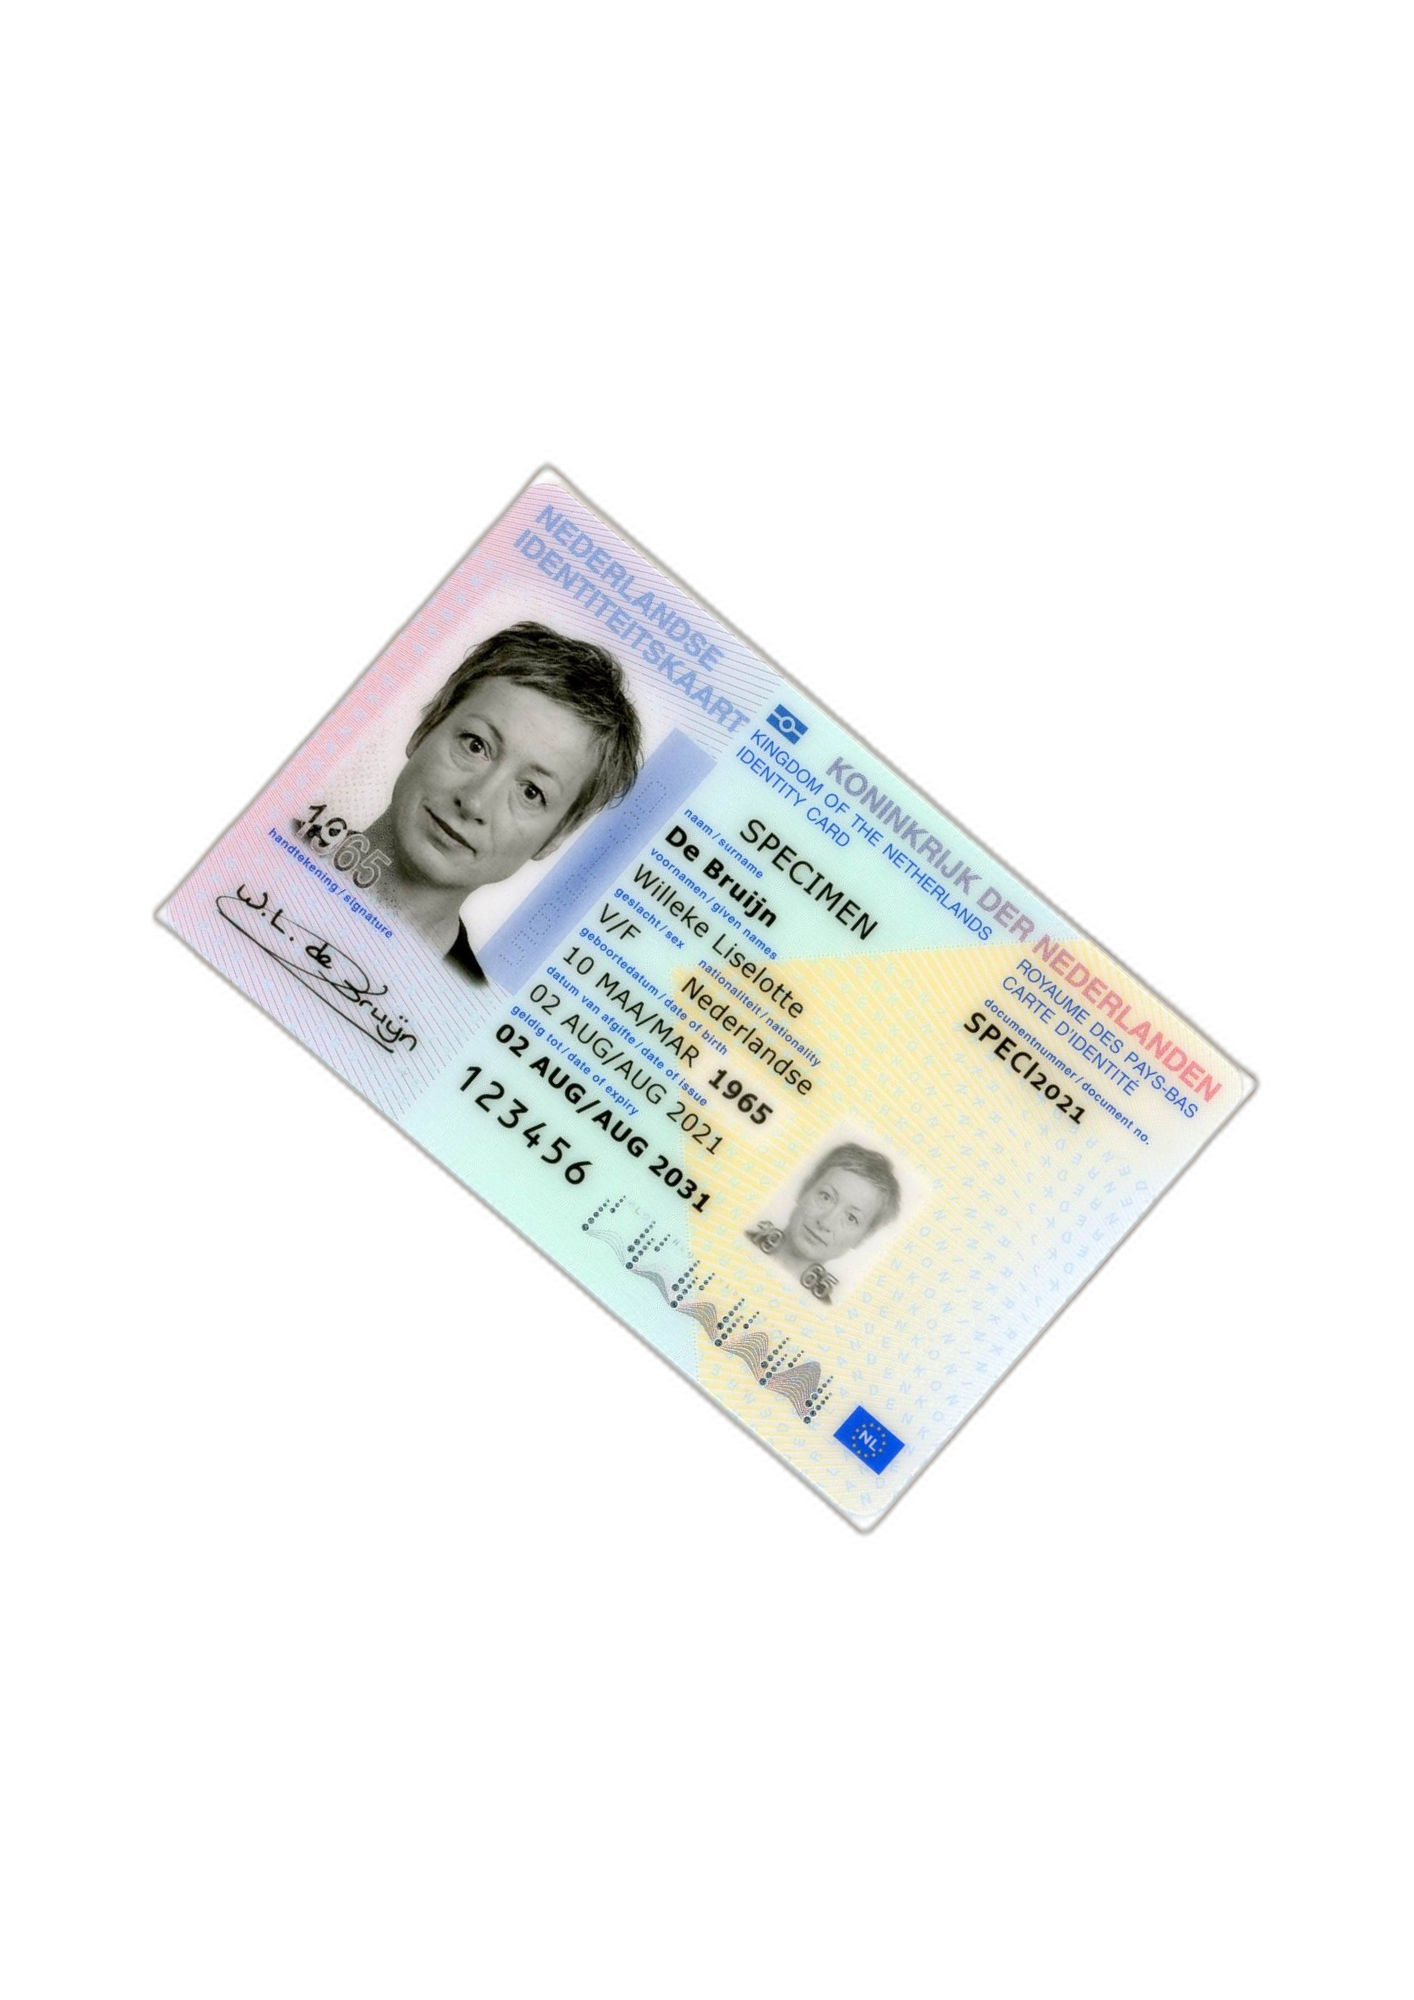 NEDERLANDSE
IDENTITEITSKAART
KONINKRIJK DER NEDERLANDEN
KINGDOM OF THE NETHERLANDS
IDENTITY CARD
ROYAUME DES PAYS-BAS
CARTE D'IDENTITÉ
SPECIMEN
documentnummer / document no.
SPECI2021
naam / surname
De Bruijn
voornamen / given names
Willeke Liselotte
geslacht / sex
V/F
nationaliteit / nationality
Nederlandse
geboortedatum / date of birth
10 MAA/MAR 1965
datum van afgifte / date of issue
02 AUG/AUG 2021
geldig tot / date of expiry
02 AUG/AUG 2031
123456
1965
handtekening / signature
W.L. de Bruijn
19 65
NL